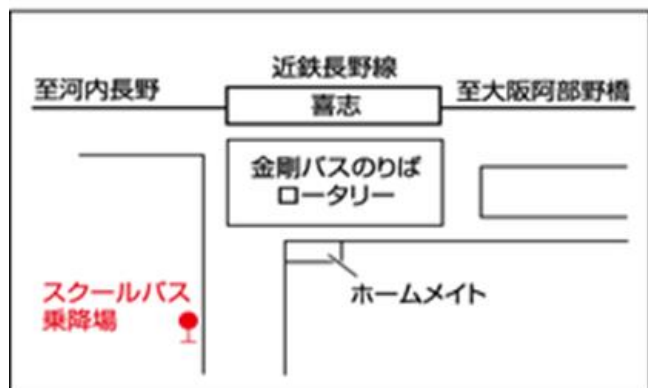 近鉄長野線
至河内長野
喜志
至大阪阿部野橋
金剛バスのりば
ロータリー
ホームメイト
スクールバス
乗降場